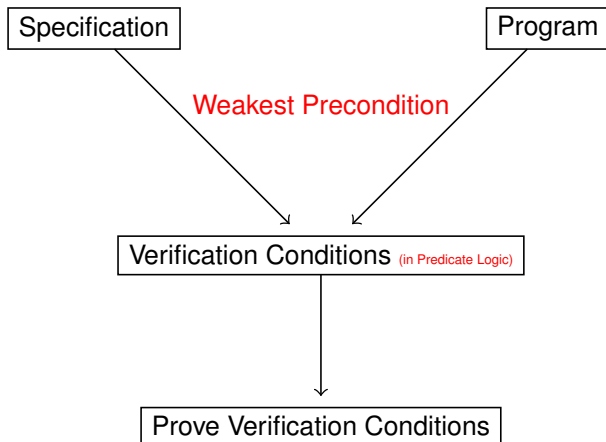 Specification
Program
Weakest Precondition
Verification Conditions (in Predicate Logic)
Prove Verification Conditions